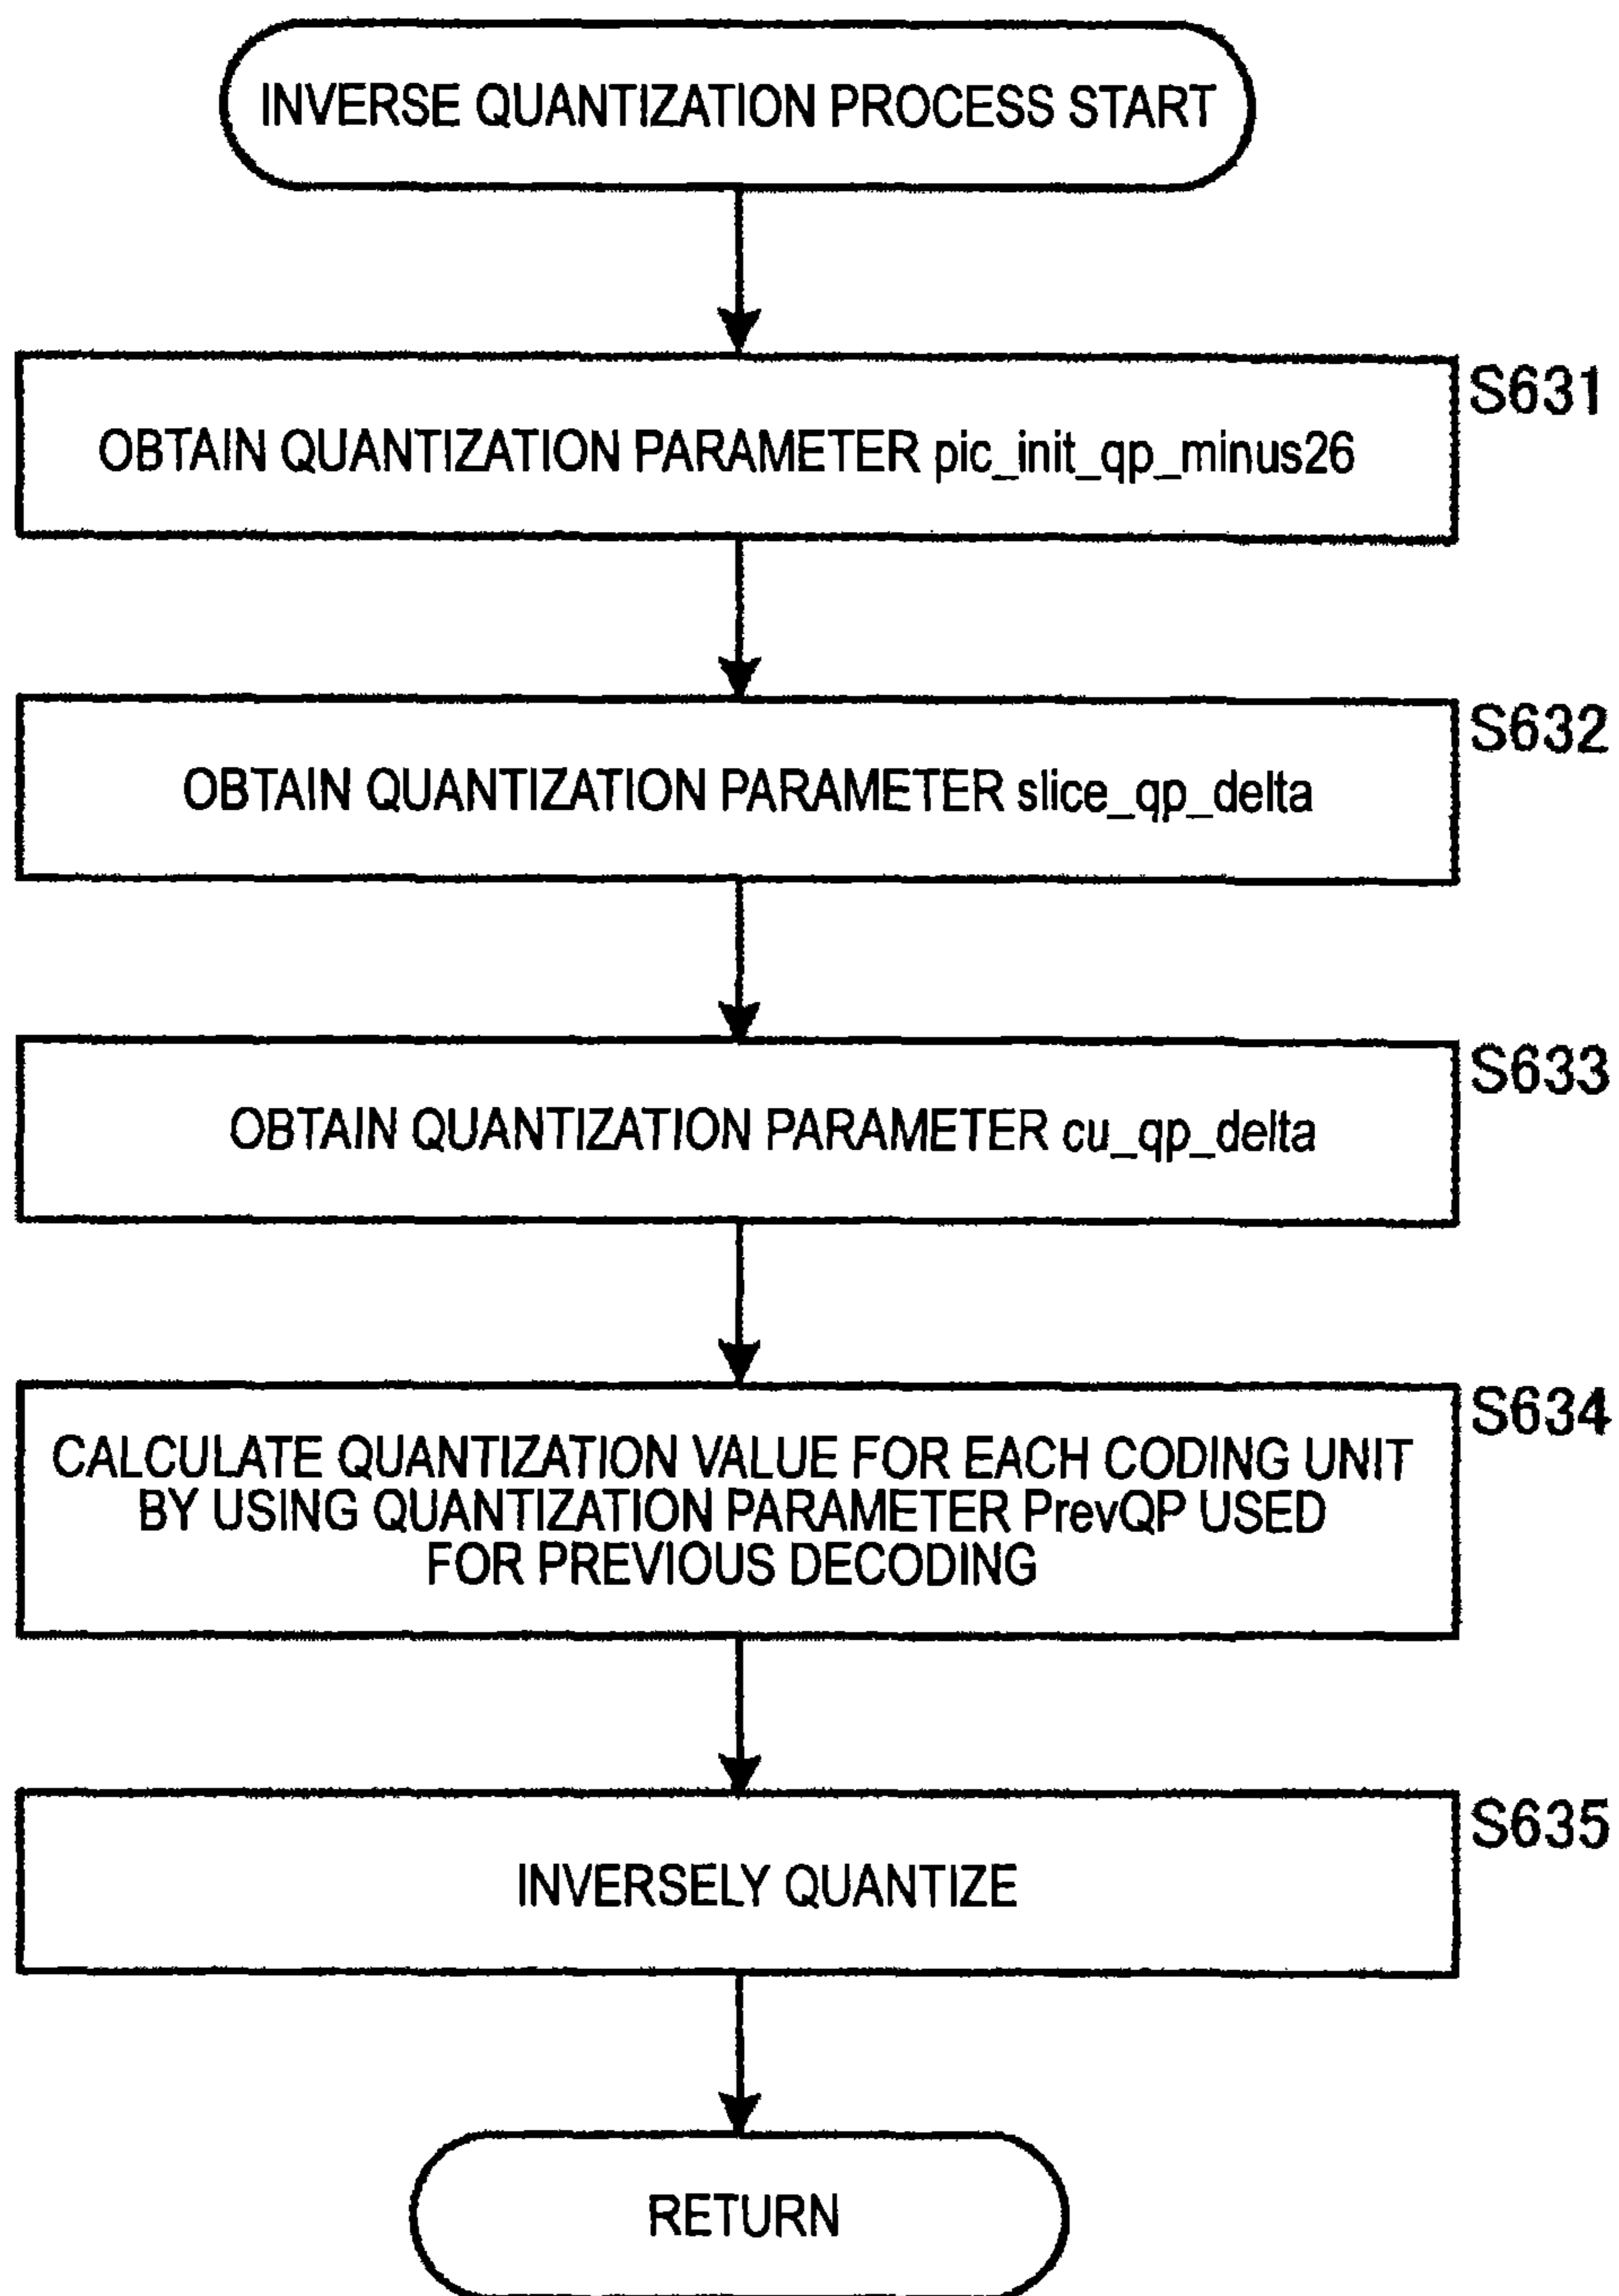 INVERSE QUANTIZATION PROCESS START
S631
OBTAIN QUANTIZATION PARAMETER pic_init_qp_minus26
S632
OBTAIN QUANTIZATION PARAMETER slice_qp_delta
S633
OBTAIN QUANTIZATION PARAMETER cu_qp_delta
S634
CALCULATE QUANTIZATION VALUE FOR EACH CODING UNIT
BY USING QUANTIZATION PARAMETER PrevQP USED
FOR PREVIOUS DECODING
S635
INVERSELY QUANTIZE
RETURN